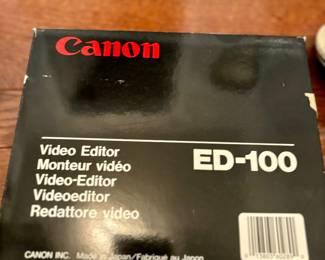 Canon
Video Editor
Monteur vidéo
Video-Editor
Videoeditor
Redattore video
ED-100
CANON INC. Made in Japan/Fabriqué au Japon